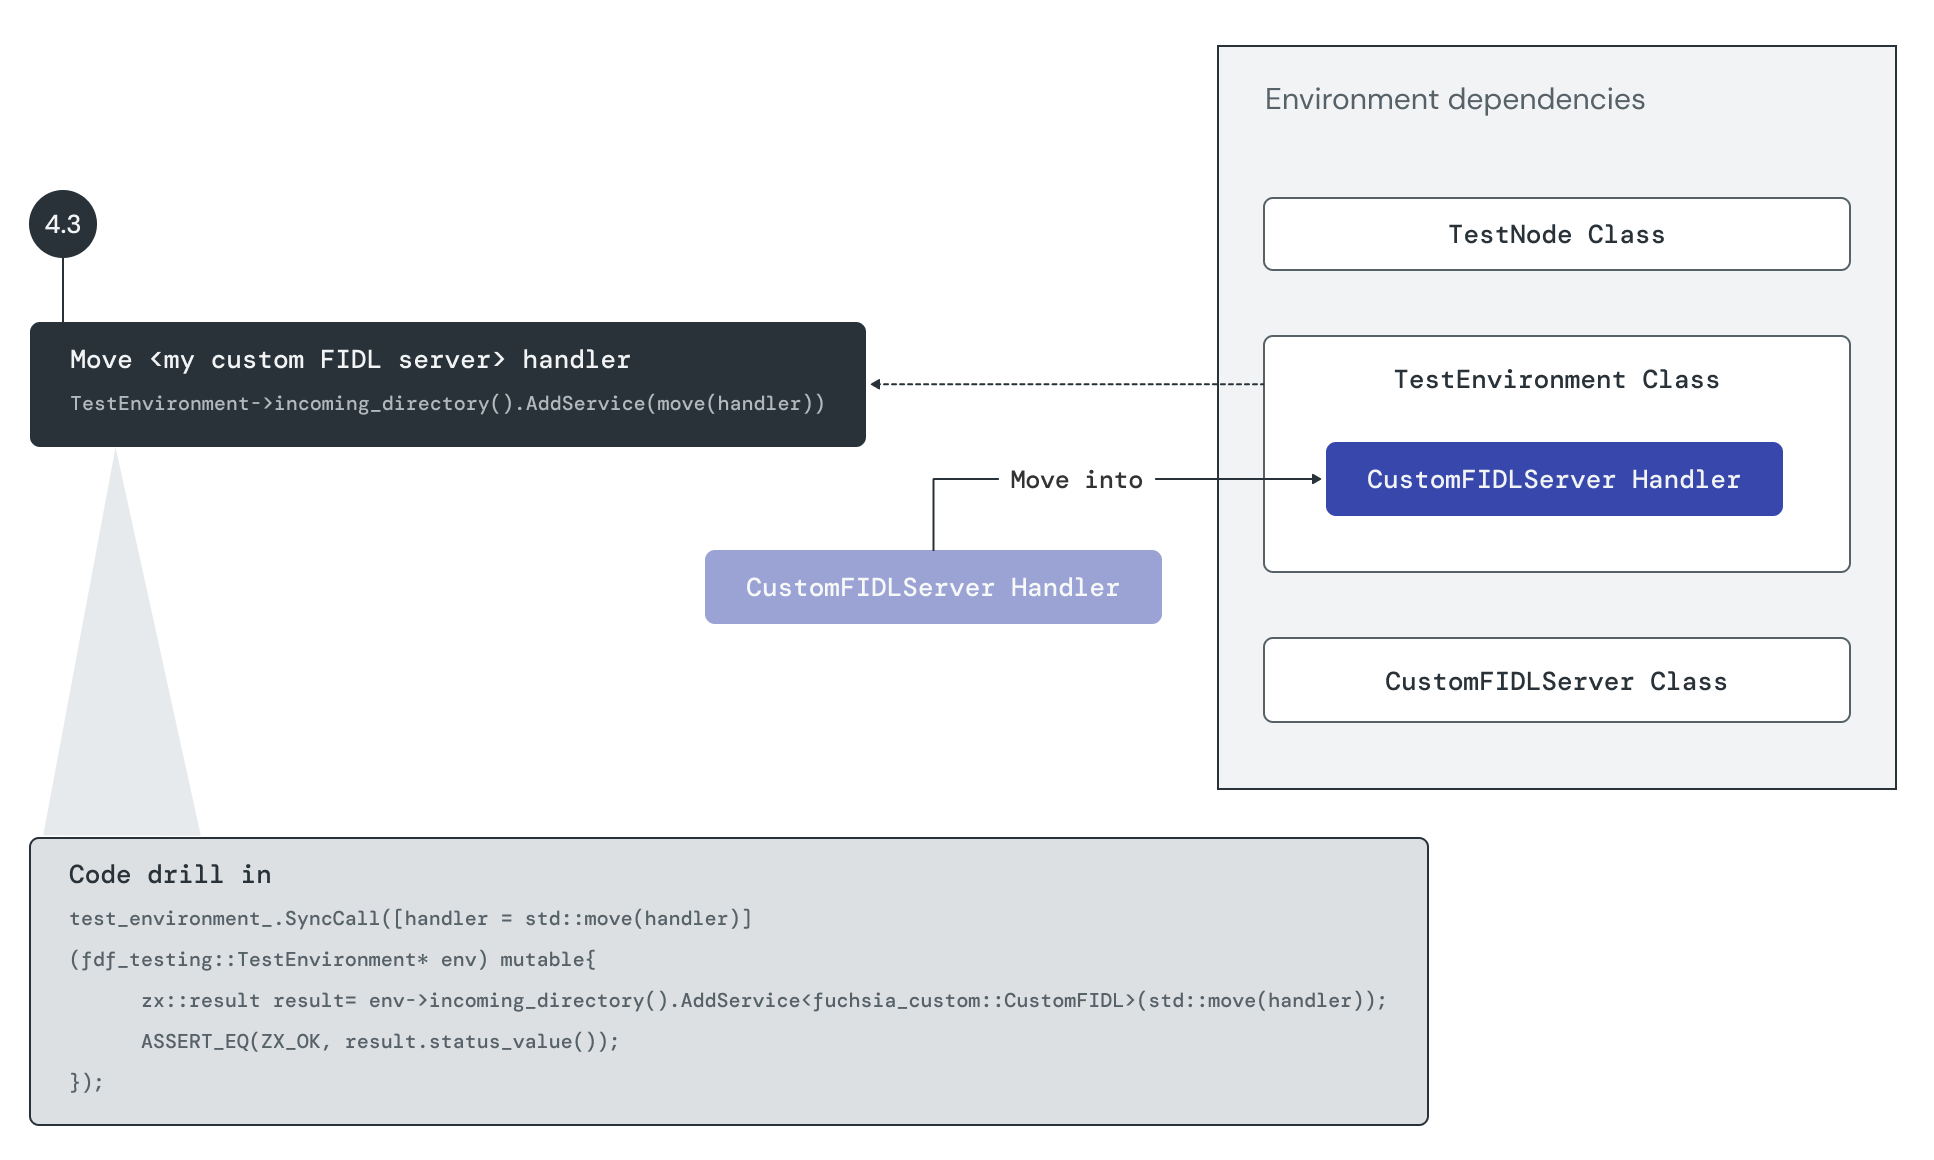 Environment dependencies
TestNode Class
4.3
Move <my custom FIDL server> handler
TestEnvironment->incoming_directory().AddService(move(handler))
TestEnvironment Class
Move into
CustomFIDLServer Handler
CustomFIDLServer Handler
CustomFIDLServer Class
Code drill in
test_environment_.SyncCall([handler = std::move(handler)]
(fdf_testing::TestEnvironment* env) mutable{
zx::result result= env->incoming_directory().AddService<fuchsia_custom::CustomFIDL>(std::move(handler));
ASSERT_EQ(ZX_OK, result.status_value());
});